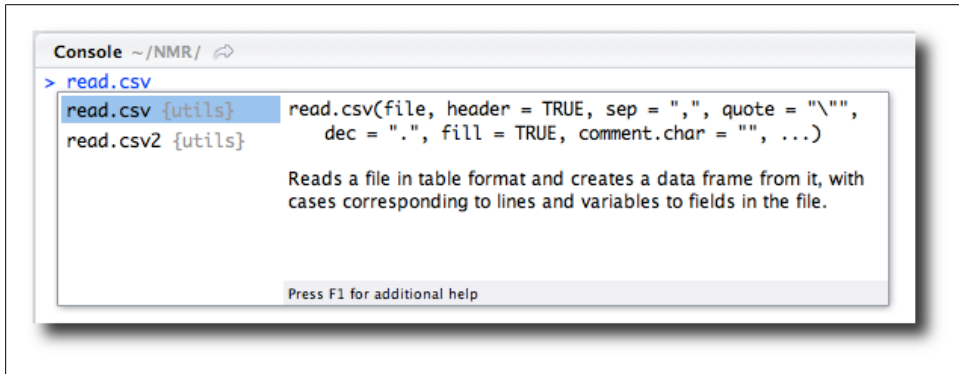 Console ~/NMR/
> read.csv
read.csv {utils}
read.csv2 {utils}
read.csv(file, header = TRUE, sep = ",", quote = "\"",
dec = ".", fill = TRUE, comment.char = "", ...)
Reads a file in table format and creates a data frame from it, with
cases corresponding to lines and variables to fields in the file.
Press F1 for additional help